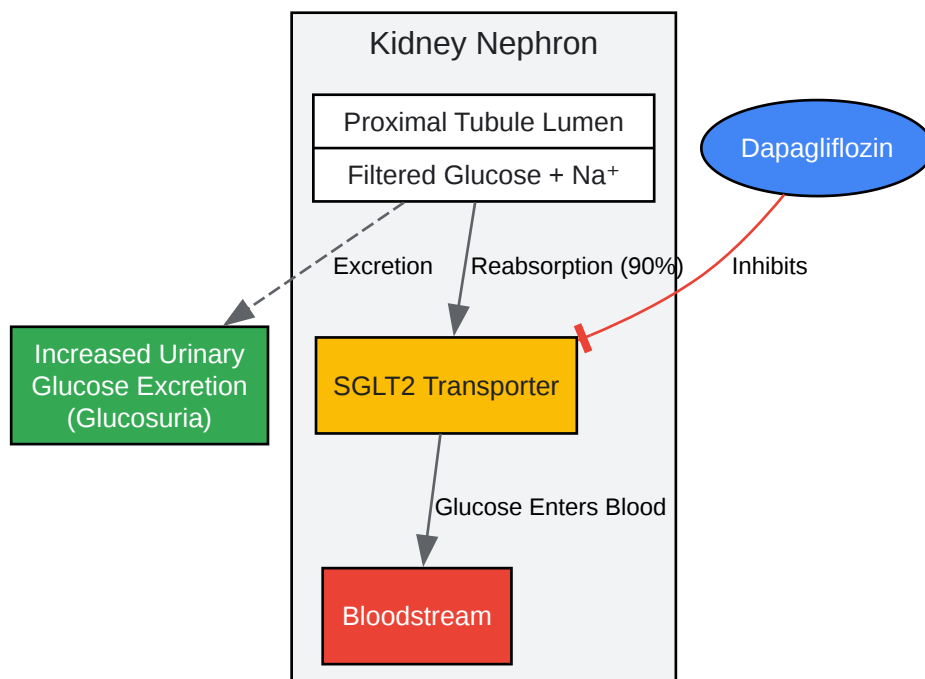 Kidney Nephron
Proximal Tubule Lumen
Filtered Glucose + Na⁺
Dapagliflozin
Excretion
Reabsorption (90%)
Inhibits
Increased Urinary
Glucose Excretion
(Glucosuria)
SGLT2 Transporter
Glucose Enters Blood
Bloodstream